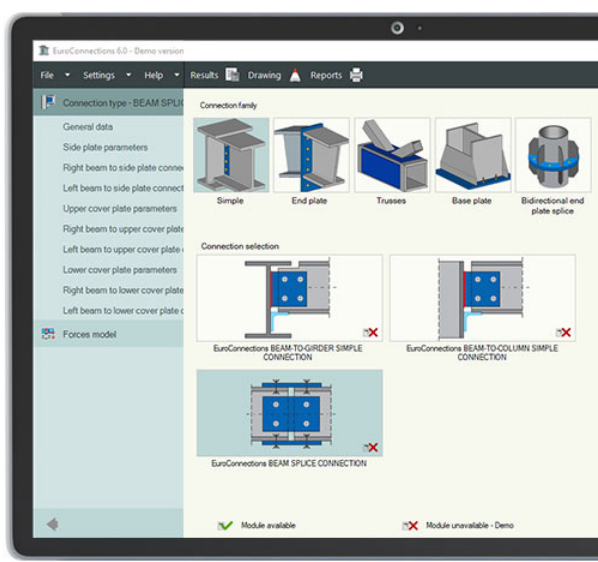 EuroConnections 6.0 - Demo version
File Settings Help Results Drawing Reports
Connection type - BEAM SPLIC
General data
Side plate parameters
Right beam to side plate connec
Left beam to side plate connect
Upper cover plate parameters
Right beam to upper cover plate
Left beam to upper cover plate
Lower cover plate parameters
Right beam to lower cover plate
Left beam to lower cover plate c
Forces model
Connection family
Simple
End plate
Trusses
Base plate
Bidirectional end
plate splice
Connection selection
EuroConnections BEAM-TO-GIRDER SIMPLE
CONNECTION
EuroConnections BEAM-TO-COLUMN SIMPLE
CONNECTION
EuroConnections BEAM SPLICE CONNECTION
Module available
Module unavailable - Demo